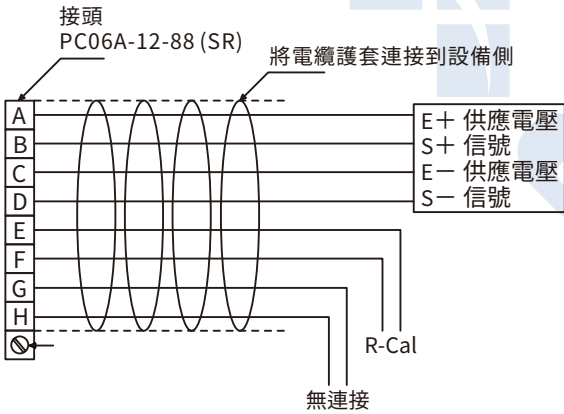 接頭
PC06A-12-88 (SR)
將電纜護套連接到設備側
A
B
C
D
E
F
G
H
E＋ 供應電壓
S＋ 信號
E－ 供應電壓
S－ 信號
R-Cal
無連接